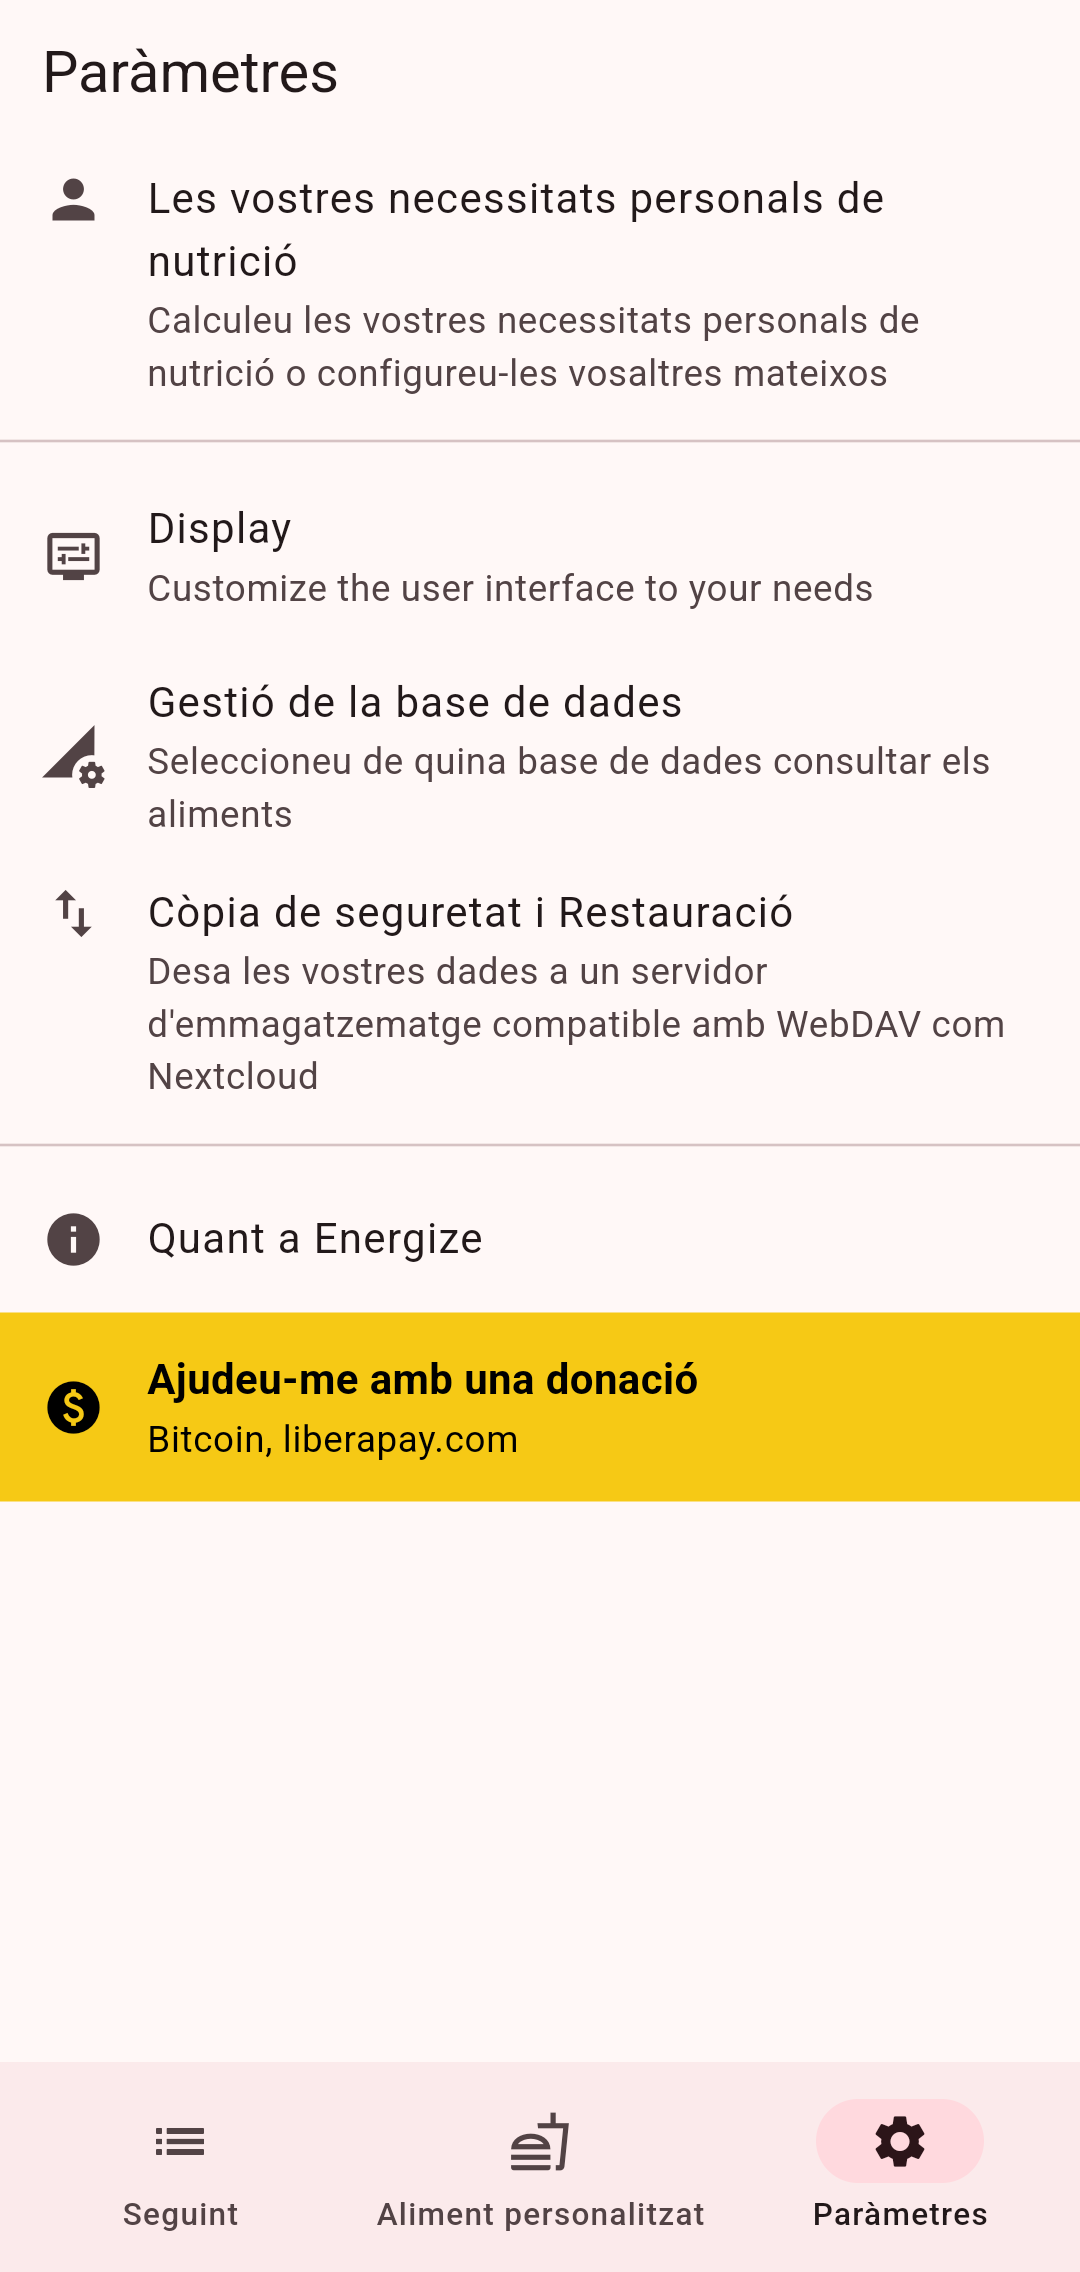 Paràmetres
Les vostres necessitats personals de
nutrició
Calculeu les vostres necessitats personals de
nutrició o configureu-les vosaltres mateixos
Display
Customize the user interface to your needs
Gestió de la base de dades
Seleccioneu de quina base de dades consultar els
aliments
Còpia de seguretat i Restauració
Desa les vostres dades a un servidor
d'emmagatzematge compatible amb WebDAV com
Nextcloud
Quant a Energize
Ajudeu-me amb una donació
Bitcoin, liberapay.com
Seguint
Aliment personalitzat
Paràmetres